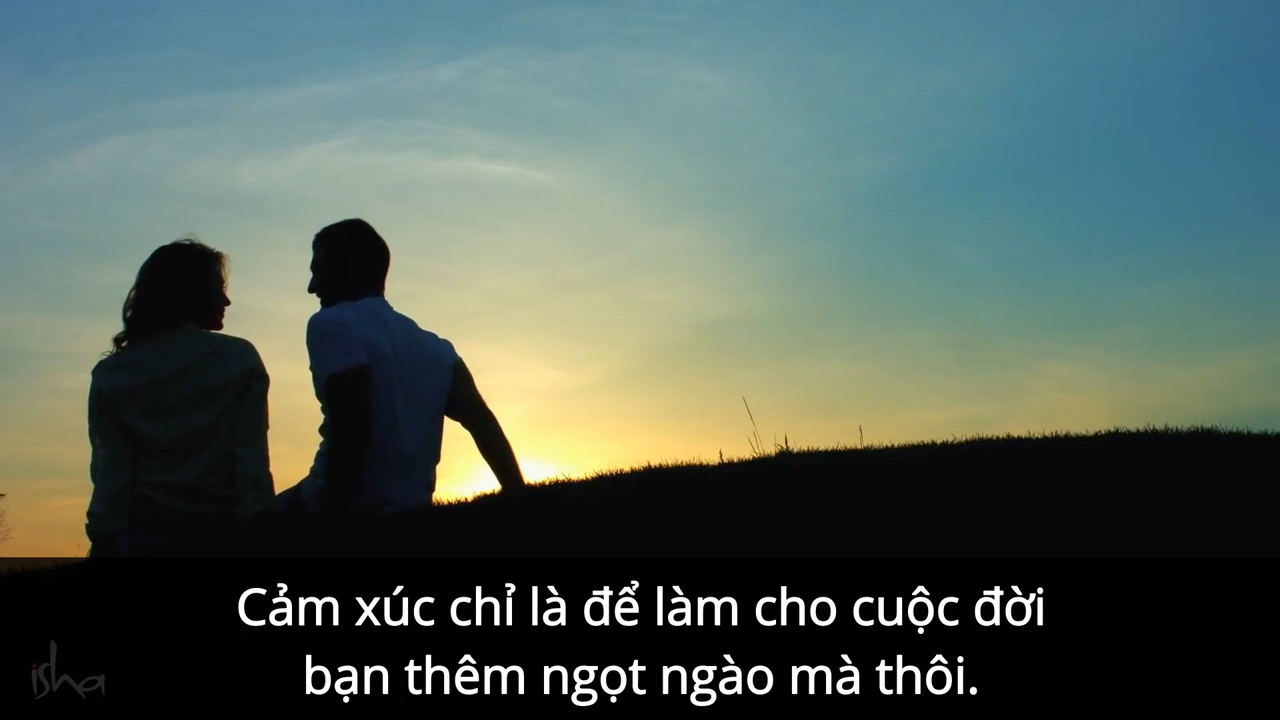 Cảm xúc chỉ là để làm cho cuộc đời
bạn thêm ngọt ngào mà thôi.
isha